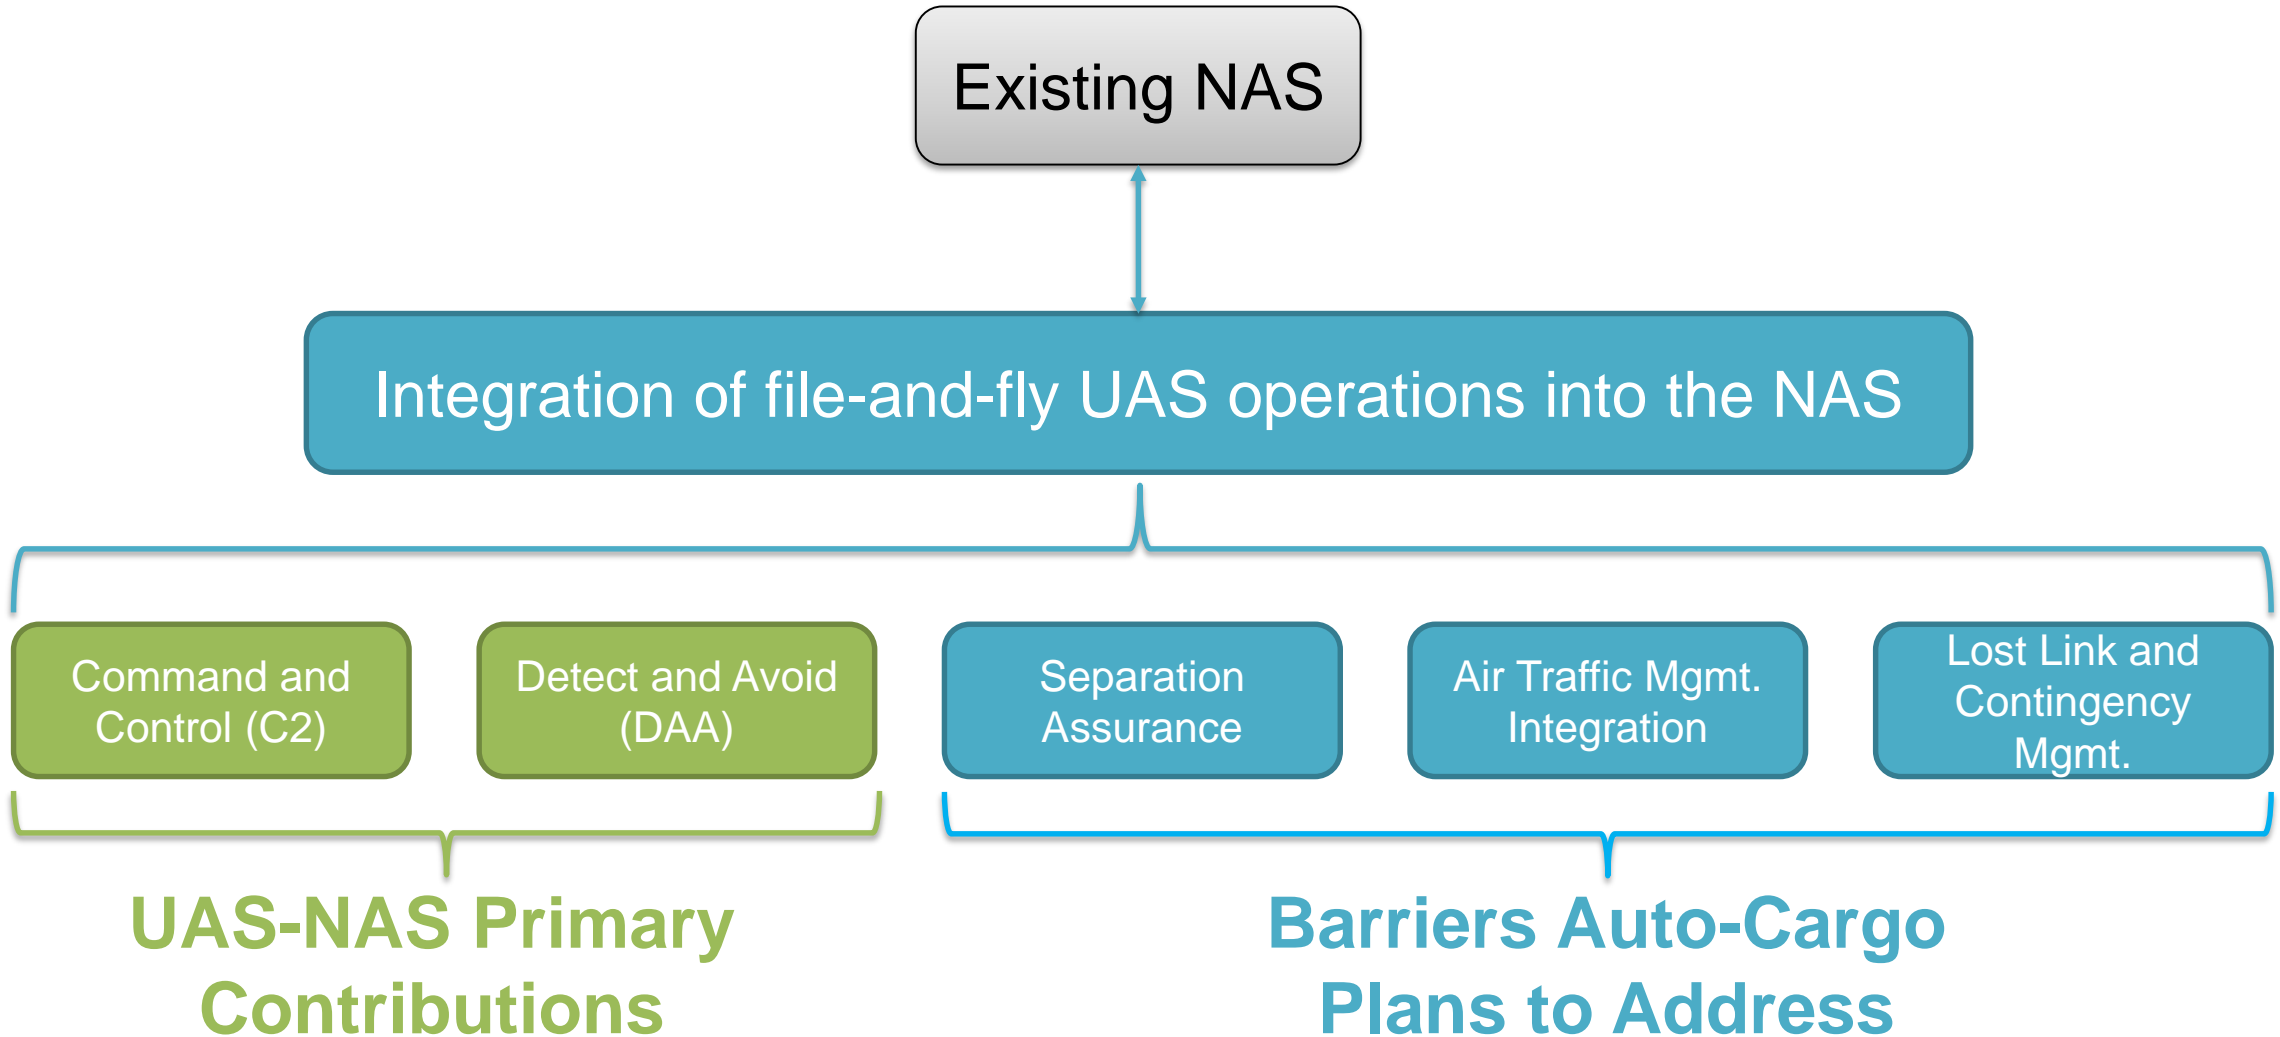 Existing NAS
Integration of file-and-fly UAS operations into the NAS
Command and
Control (C2)
Detect and Avoid
(DAA)
Separation
Assurance
Air Traffic Mgmt.
Integration
Lost Link and
Contingency
Mgmt.
UAS-NAS Primary
Contributions
Barriers Auto-Cargo
Plans to Address